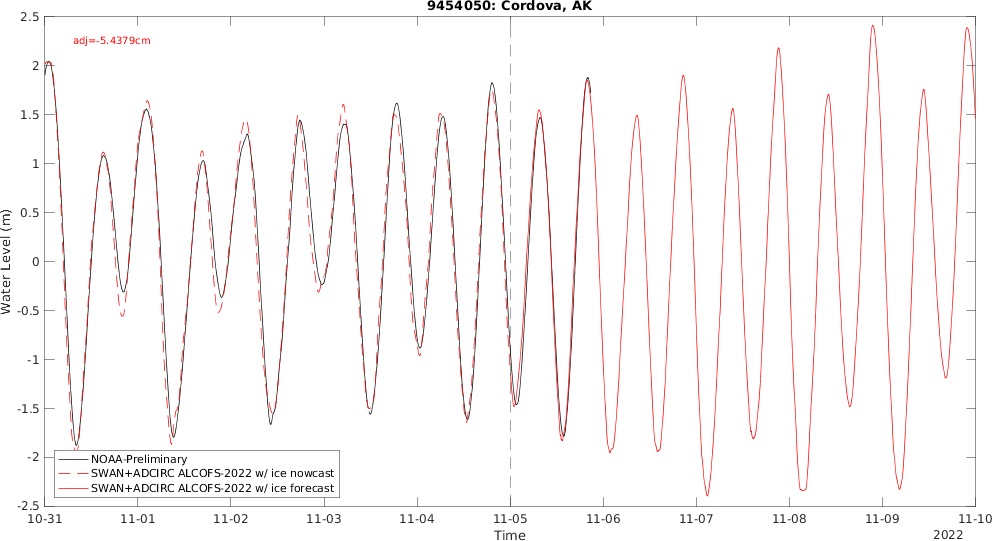 9454050: Cordova, AK
adj=-5.4379cm
Water Level (m)
2.5
2
1.5
1
0.5
0
-0.5
-1
-1.5
-2
-2.5
NOAA-Preliminary
SWAN+ADCIRC ALCOFS-2022 w/ ice nowcast
SWAN+ADCIRC ALCOFS-2022 w/ ice forecast
10-31 11-01 11-02 11-03 11-04 11-05 11-06 11-07 11-08 11-09 11-10
Time
2022